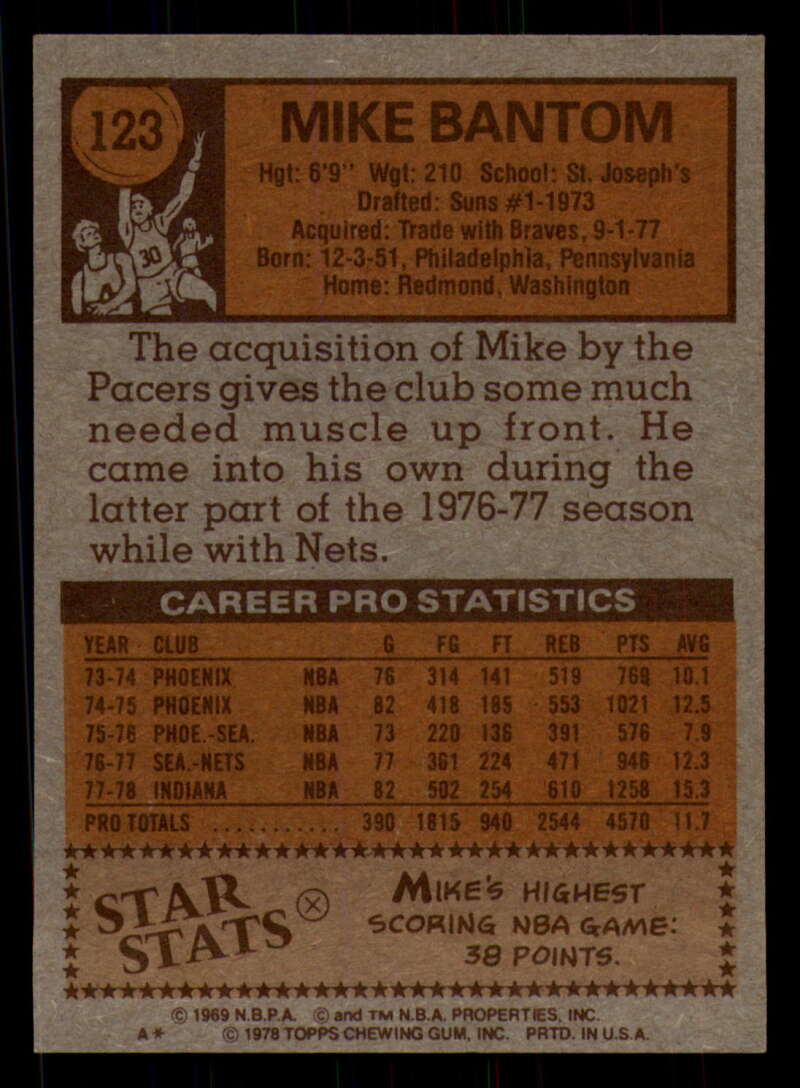 123
MIKE BANTOM
Hgt: 6'9" Wgt: 210 School: St. Joseph's
Drafted: Suns #1-1973
Acquired: Trade with Braves, 9-1-77
Born: 12-3-51, Philadelphia, Pennsylvania
Home: Redmond, Washington
30
The acquisition of Mike by the
Pacers gives the club some much
needed muscle up front. He
came into his own during the
latter part of the 1976-77 season
while with Nets.
CAREER PRO STATISTICS
YEAR CLUB G FG FT REB PTS AVG
73-74 PHOENIX NBA 76 314 141 519 769 10.1
74-75 PHOENIX NBA 82 418 185 553 1021 12.5
75-76 PHOE.-SEA. NBA 73 220 136 391 576 7.9
76-77 SEA.-NETS NBA 77 361 224 471 946 12.3
77-78 INDIANA NBA 82 502 254 610 1258 15.3
PRO TOTALS ........... 390 1815 940 2544 4570 11.7
STAR
STATS
MIKE'S HIGHEST
SCORING NBA GAME:
38 POINTS.
© 1969 N.B.P.A. © and TM N.B.A. PROPERTIES, INC.
A* © 1978 TOPPS CHEWING GUM, INC. PRTD. IN U.S.A.